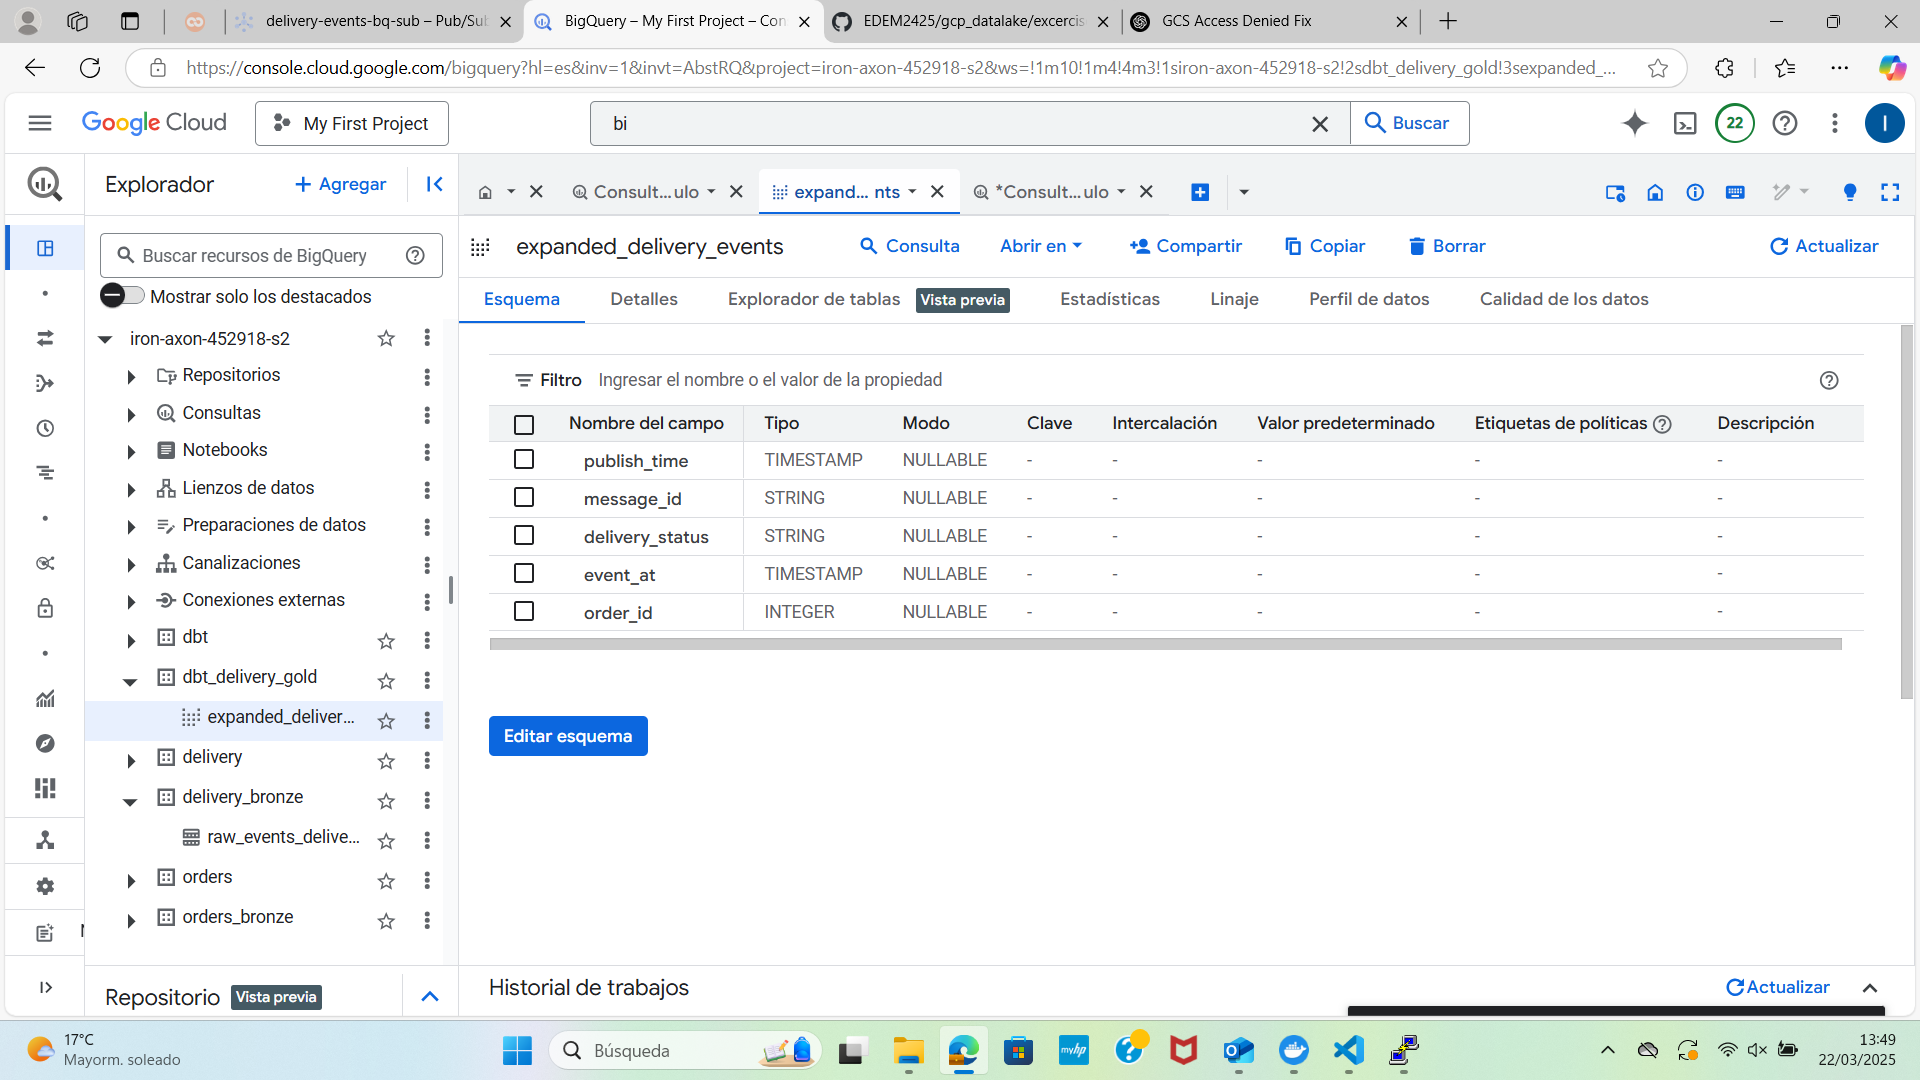 delivery-events-bq-sub – Pub/Sub
BigQuery – My First Project – Con
EDEM2425/gcp_datalake/excercis
GCS Access Denied Fix
https://console.cloud.google.com/bigquery?hl=es&inv=1&invt=AbstRQ&project=iron-axon-452918-s2&ws=!1m10!1m4!4m3!1siron-axon-452918-s2!2sdbt_delivery_gold!3sexpanded_...
Google Cloud
My First Project
bi
Buscar
22
I
Explorador
Agregar
Consult... ulo
expand... nts
*Consult... ulo
Buscar recursos de BigQuery
expanded_delivery_events
Consulta
Abrir en
Compartir
Copiar
Borrar
Actualizar
Mostrar solo los destacados
Esquema
Detalles
Explorador de tablas
Vista previa
Estadísticas
Linaje
Perfil de datos
Calidad de los datos
iron-axon-452918-s2
Repositorios
Consultas
Notebooks
Lienzos de datos
Preparaciones de datos
Canalizaciones
Conexiones externas
dbt
dbt_delivery_gold
expanded_deliver...
delivery
delivery_bronze
raw_events_delive...
orders
orders_bronze
Filtro Ingresar el nombre o el valor de la propiedad
Nombre del campo Tipo Modo Clave Intercalación Valor predeterminado Etiquetas de políticas Descripción
publish_time TIMESTAMP NULLABLE - - - - -
message_id STRING NULLABLE - - - - -
delivery_status STRING NULLABLE - - - - -
event_at TIMESTAMP NULLABLE - - - - -
order_id INTEGER NULLABLE - - - - -
Editar esquema
Repositorio
Vista previa
Historial de trabajos
Actualizar
17°C
Mayorm. soleado
Búsqueda
myhp
13:49
22/03/2025